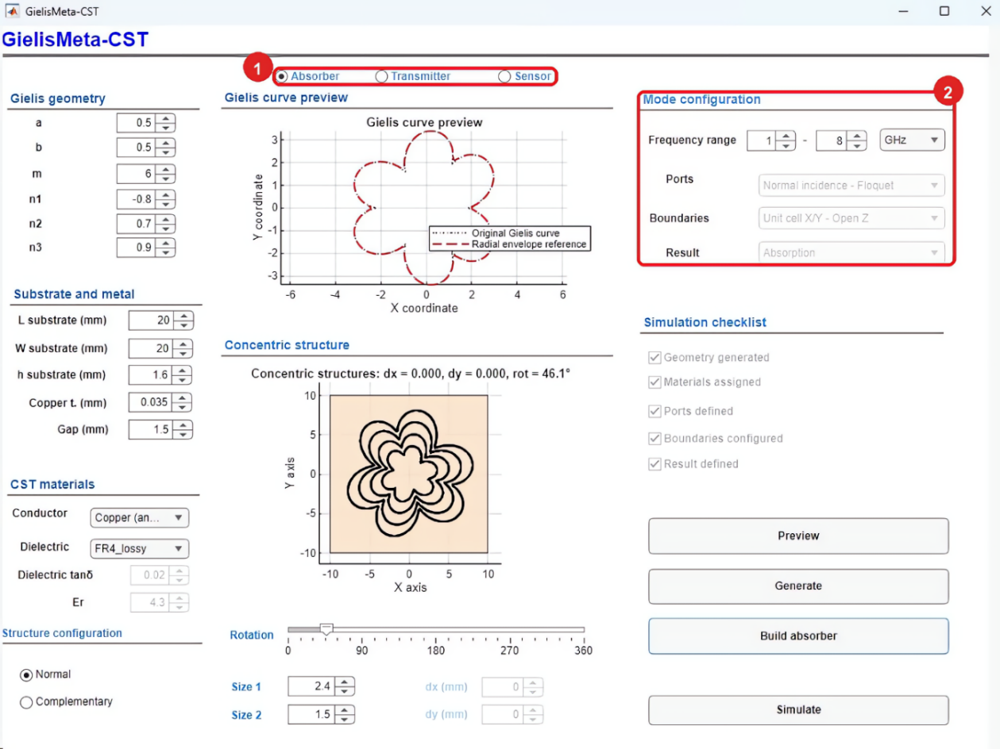 GielisMeta-CST
GielisMeta-CST
1
Absorber Transmitter Sensor
Gielis geometry
a 0.5
b 0.5
m 6
n1 -0.8
n2 0.7
n3 0.9
Substrate and metal
L substrate (mm) 20
W substrate (mm) 20
h substrate (mm) 1.6
Copper t. (mm) 0.035
Gap (mm) 1.5
CST materials
Conductor Copper (an...
Dielectric FR4_lossy
Dielectric tanδ 0.02
Er 4.3
Structure configuration
Normal
Complementary
Gielis curve preview
Gielis curve preview
3
2
1
0
-1
-2
-3
Y coordinate
Original Gielis curve
Radial envelope reference
-6 -4 -2 0 2 4 6
X coordinate
Concentric structure
Concentric structures: dx = 0.000, dy = 0.000, rot = 46.1°
10
5
0
-5
-10
Y axis
-10 -5 0 5 10
X axis
Rotation
0 90 180 270 360
Size 1 2.4 dx (mm) 0
Size 2 1.5 dy (mm) 0
2
Mode configuration
Frequency range 1 - 8 GHz
Ports Normal incidence - Floquet
Boundaries Unit cell X/Y - Open Z
Result Absorption
Simulation checklist
Geometry generated
Materials assigned
Ports defined
Boundaries configured
Result defined
Preview
Generate
Build absorber
Simulate